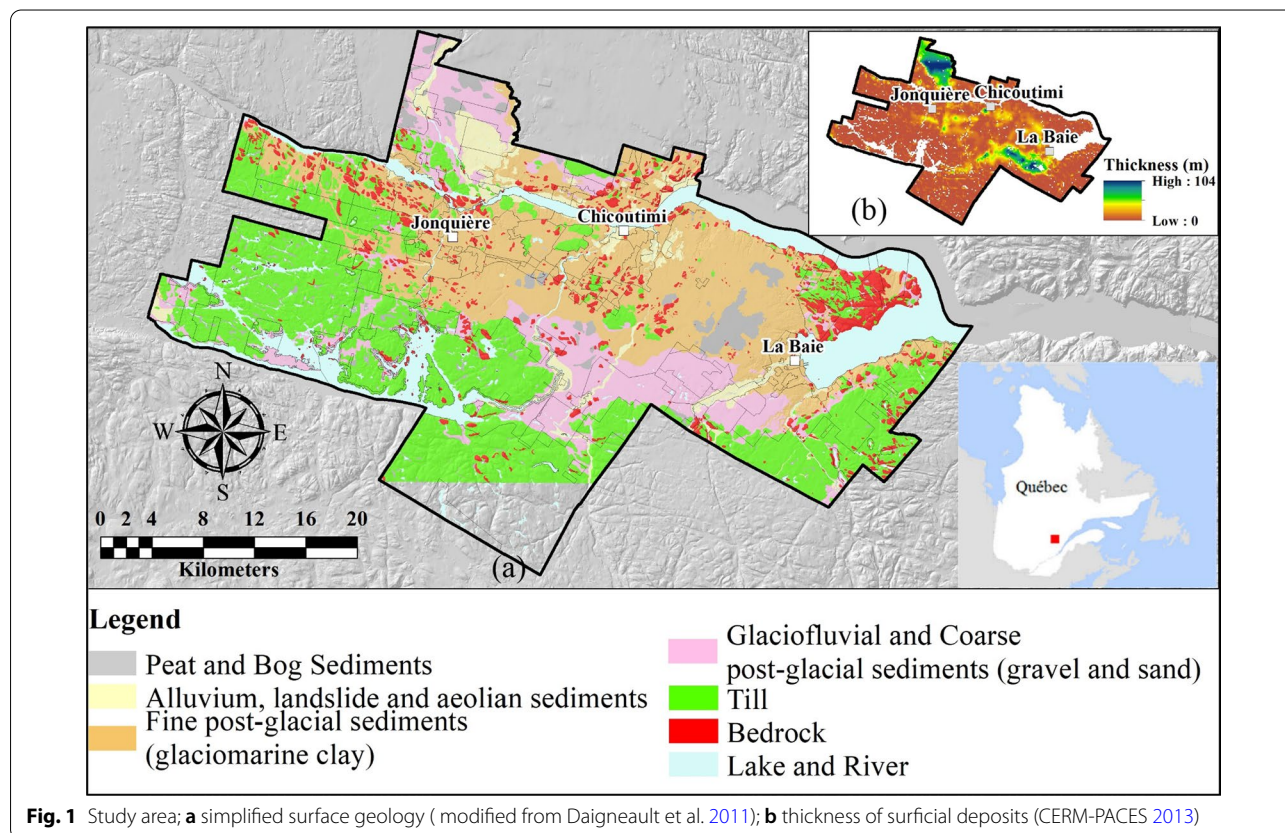 Jonquière
Chicoutimi
La Baie
N
W E
S
0 2 4 8 12 16 20
Kilometers
(a)
Jonquière
Chicoutimi
La Baie
Thickness (m)
High : 104
Low : 0
(b)
Québec
Legend
Peat and Bog Sediments
Alluvium, landslide and aeolian sediments
Fine post-glacial sediments
(glaciomarine clay)
Glaciofluvial and Coarse
post-glacial sediments (gravel and sand)
Till
Bedrock
Lake and River
Fig. 1 Study area; a simplified surface geology ( modified from Daigneault et al. 2011); b thickness of surficial deposits (CERM-PACES 2013)